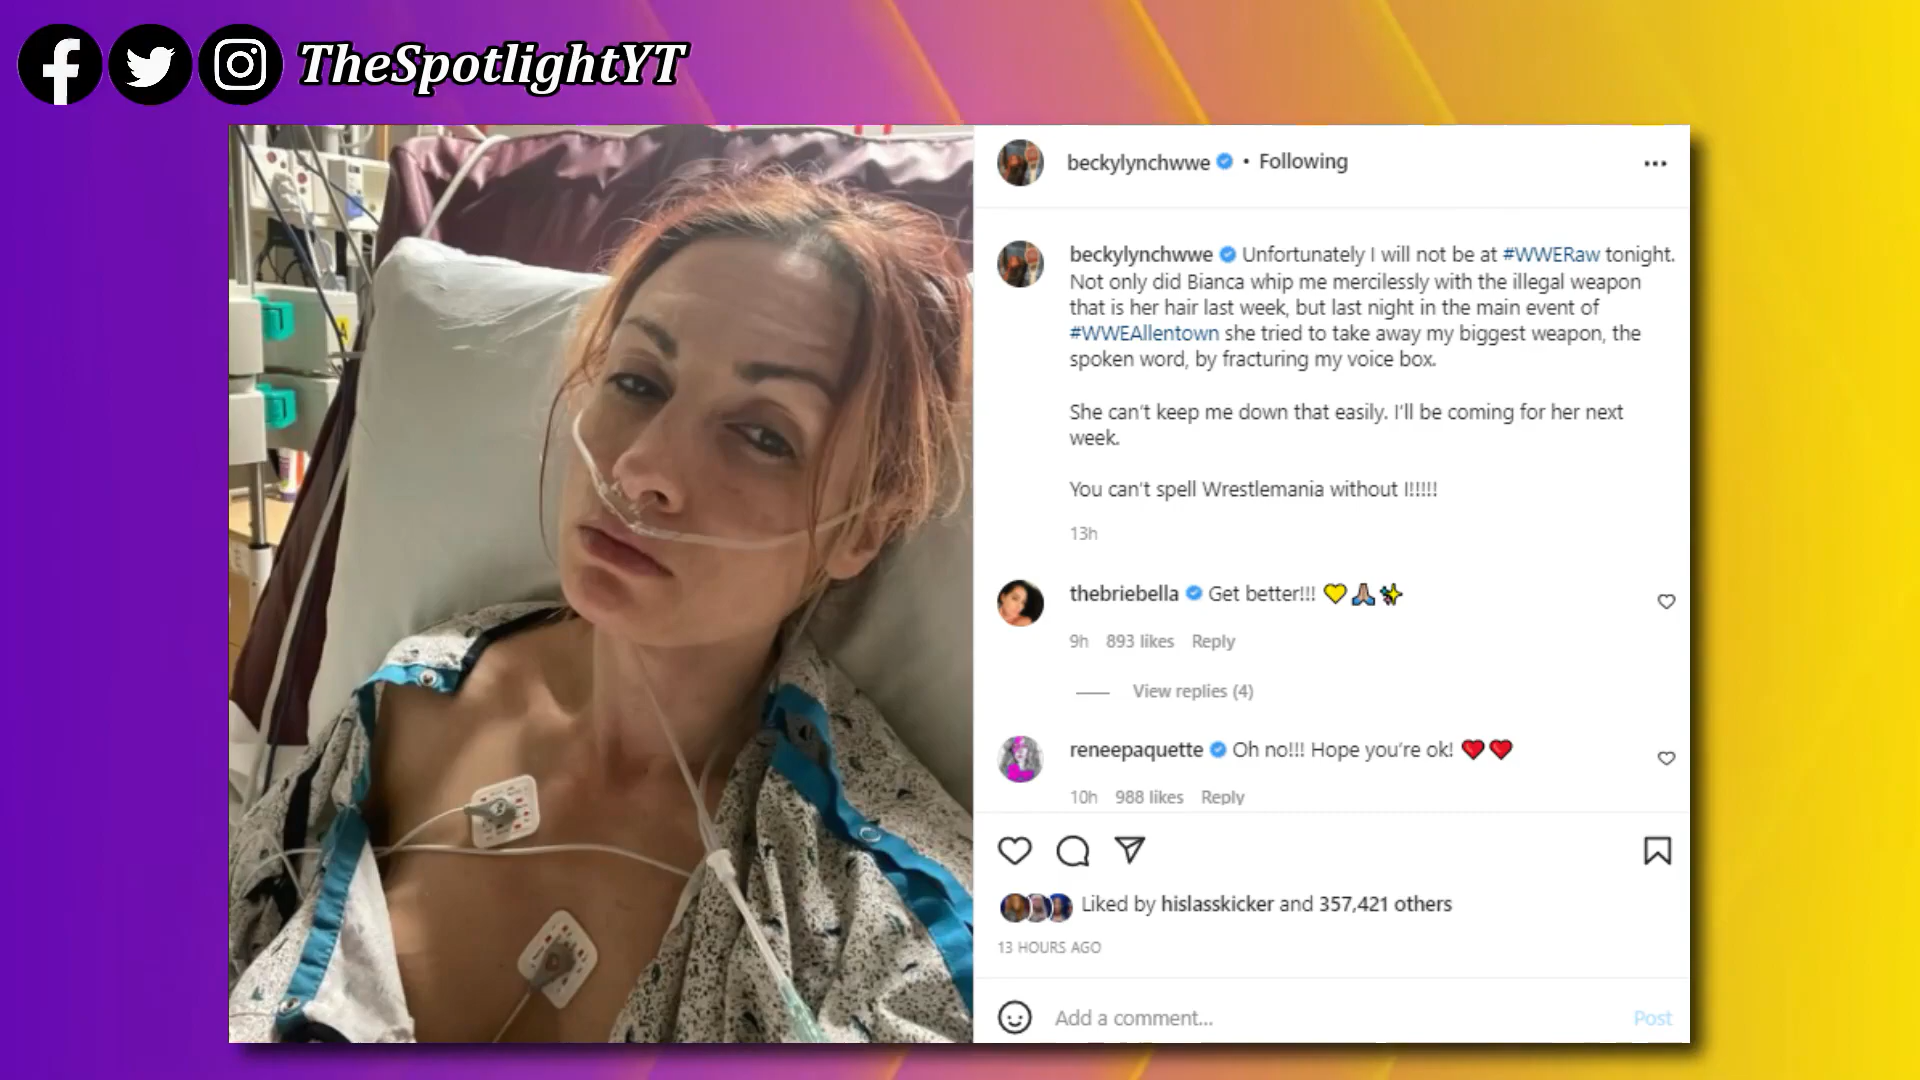 TheSpotlightYT
beckylynchwwe • Following
beckylynchwwe Unfortunately I will not be at #WWERaw tonight.
Not only did Bianca whip me mercilessly with the illegal weapon
that is her hair last week, but last night in the main event of
#WWEAllentown she tried to take away my biggest weapon, the
spoken word, by fracturing my voice box.
She can't keep me down that easily. I'll be coming for her next
week.
You can't spell Wrestlemania without I!!!!!
13h
thebriebella Get better!!! 💛🙏🏽✨
9h 893 likes Reply
View replies (4)
reneepaquette Oh no!!! Hope you're ok! ❤️❤️
10h 988 likes Reply
Liked by hislasskicker and 357,421 others
13 HOURS AGO
Add a comment... Post
A